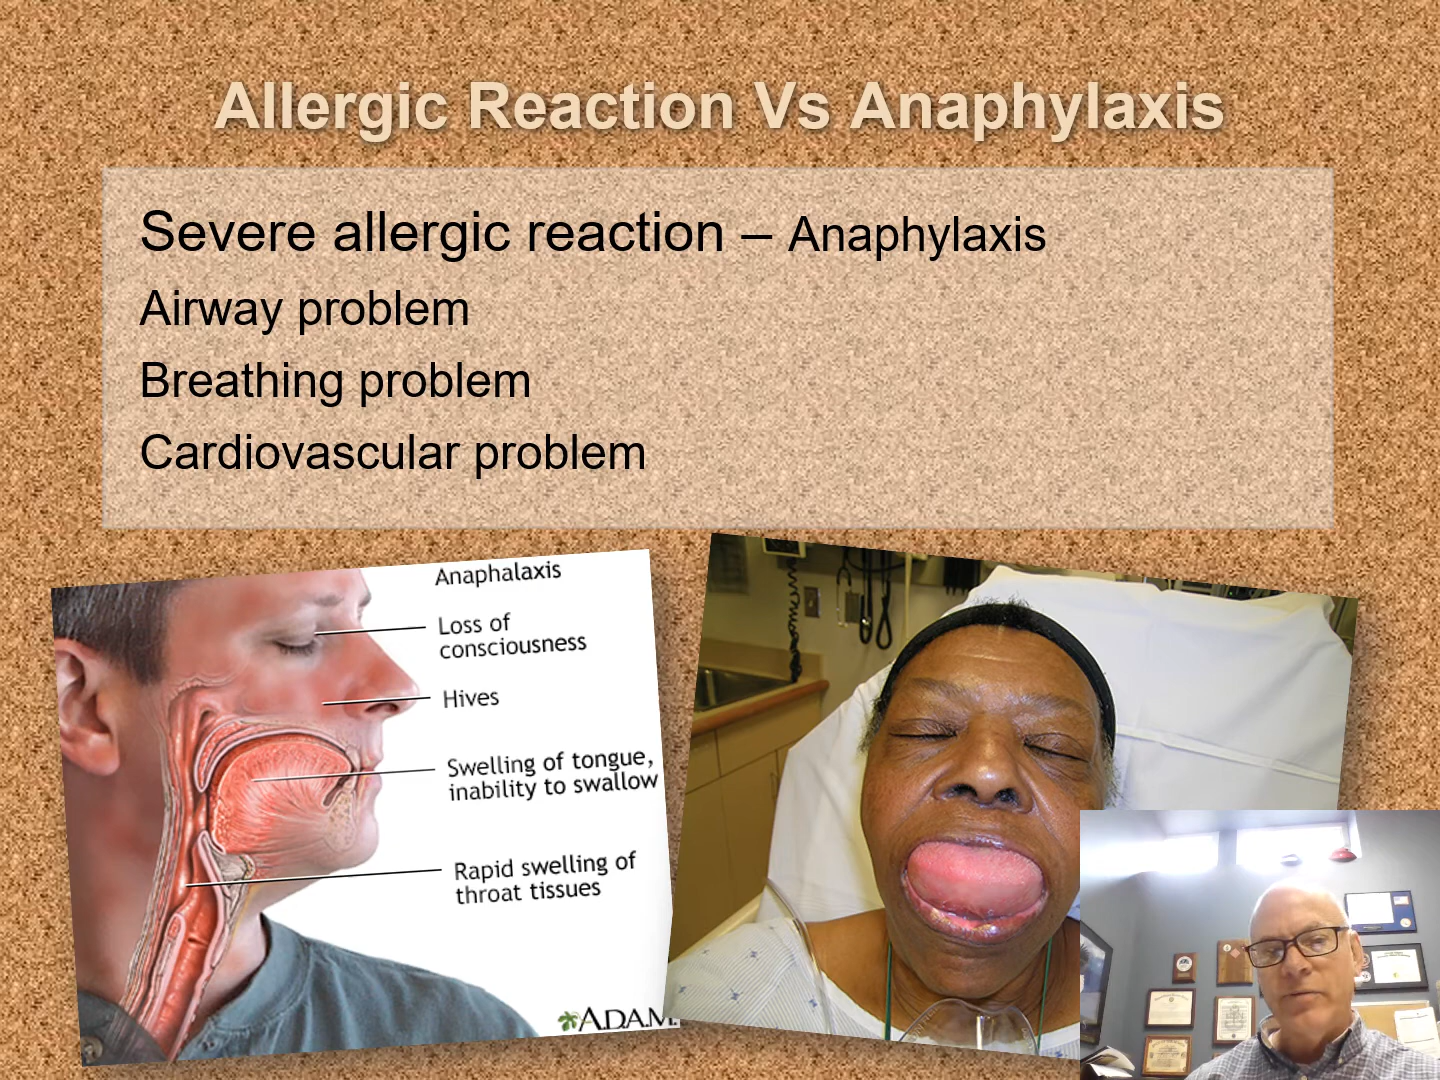 Allergic Reaction Vs Anaphylaxis
Severe allergic reaction – Anaphylaxis
Airway problem
Breathing problem
Cardiovascular problem
Anaphalaxis
Loss of
consciousness
Hives
Swelling of tongue,
inability to swallow
Rapid swelling of
throat tissues
A.D.A.M.